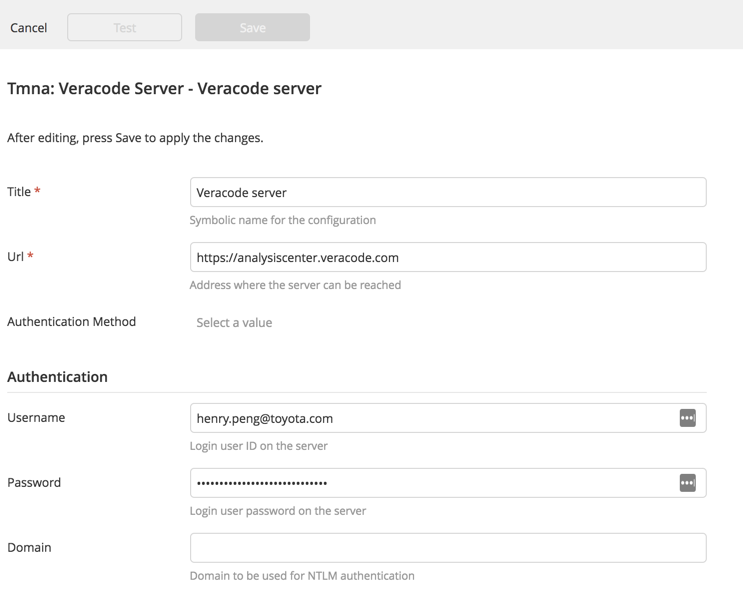 Cancel Test Save
Tmna: Veracode Server - Veracode server
After editing, press Save to apply the changes.
Title * Veracode server
Symbolic name for the configuration
Url * https://analysiscenter.veracode.com
Address where the server can be reached
Authentication Method Select a value
Authentication
Username henry.peng@toyota.com
Login user ID on the server
Password •••••••••••••••••••••••••••••
Login user password on the server
Domain
Domain to be used for NTLM authentication